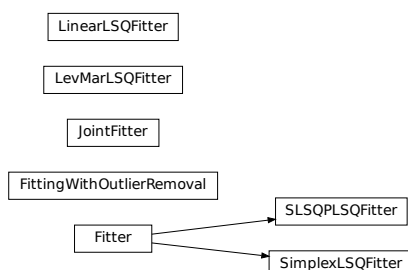 LinearLSQFitter
LevMarLSQFitter
JointFitter
FittingWithOutlierRemoval
SLSQPLSQFitter
Fitter
SimplexLSQFitter